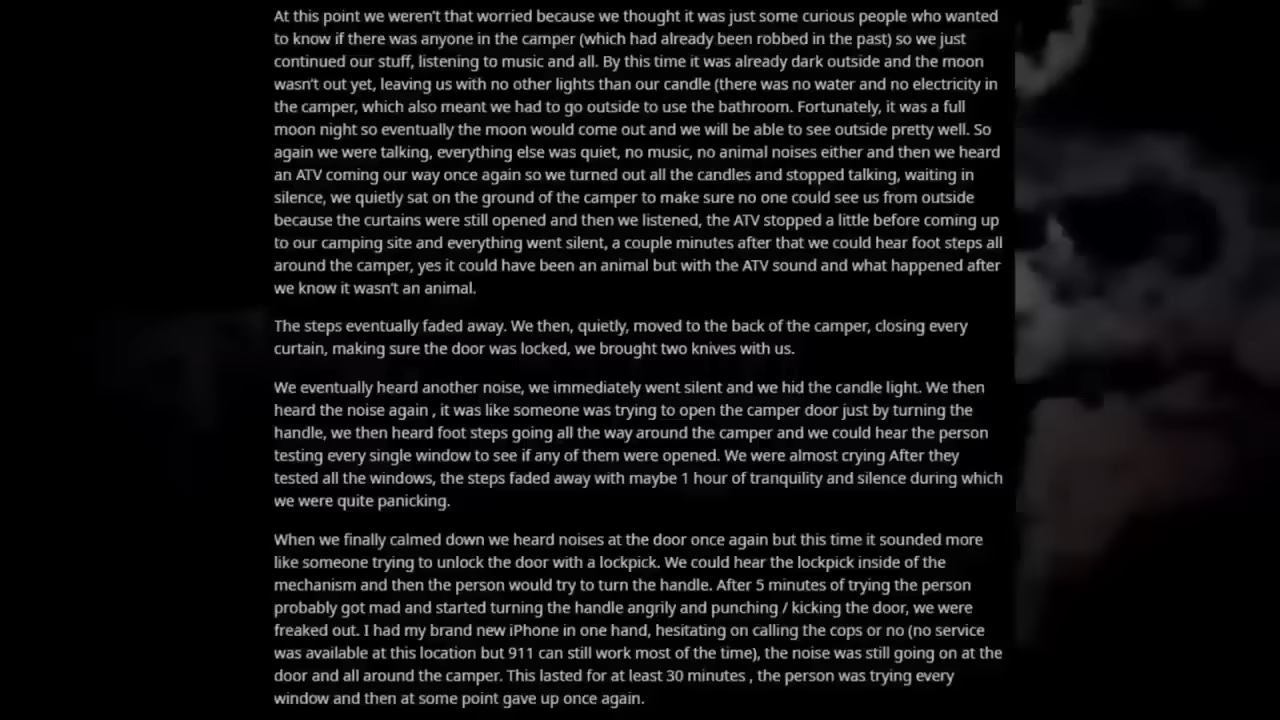 At this point we weren't that worried because we thought it was just some curious people who wanted
to know if there was anyone in the camper (which had already been robbed in the past) so we just
continued our stuff, listening to music and all. By this time it was already dark outside and the moon
wasn't out yet, leaving us with no other lights than our candle (there was no water and no electricity in
the camper, which also meant we had to go outside to use the bathroom. Fortunately, it was a full
moon night so eventually the moon would come out and we will be able to see outside pretty well. So
again we were talking, everything else was quiet, no music, no animal noises either and then we heard
an ATV coming our way once again so we turned out all the candles and stopped talking, waiting in
silence, we quietly sat on the ground of the camper to make sure no one could see us from outside
because the curtains were still opened and then we listened, the ATV stopped a little before coming up
to our camping site and everything went silent, a couple minutes after that we could hear foot steps all
around the camper, yes it could have been an animal but with the ATV sound and what happened after
we know it wasn't an animal.
The steps eventually faded away. We then, quietly, moved to the back of the camper, closing every
curtain, making sure the door was locked, we brought two knives with us.
We eventually heard another noise, we immediately went silent and we hid the candle light. We then
heard the noise again , it was like someone was trying to open the camper door just by turning the
handle, we then heard foot steps going all the way around the camper and we could hear the person
testing every single window to see if any of them were opened. We were almost crying After they
tested all the windows, the steps faded away with maybe 1 hour of tranquility and silence during which
we were quite panicking.
When we finally calmed down we heard noises at the door once again but this time it sounded more
like someone trying to unlock the door with a lockpick. We could hear the lockpick inside of the
mechanism and then the person would try to turn the handle. After 5 minutes of trying the person
probably got mad and started turning the handle angrily and punching / kicking the door, we were
freaked out. I had my brand new iPhone in one hand, hesitating on calling the cops or no (no service
was available at this location but 911 can still work most of the time), the noise was still going on at the
door and all around the camper. This lasted for at least 30 minutes , the person was trying every
window and then at some point gave up once again.